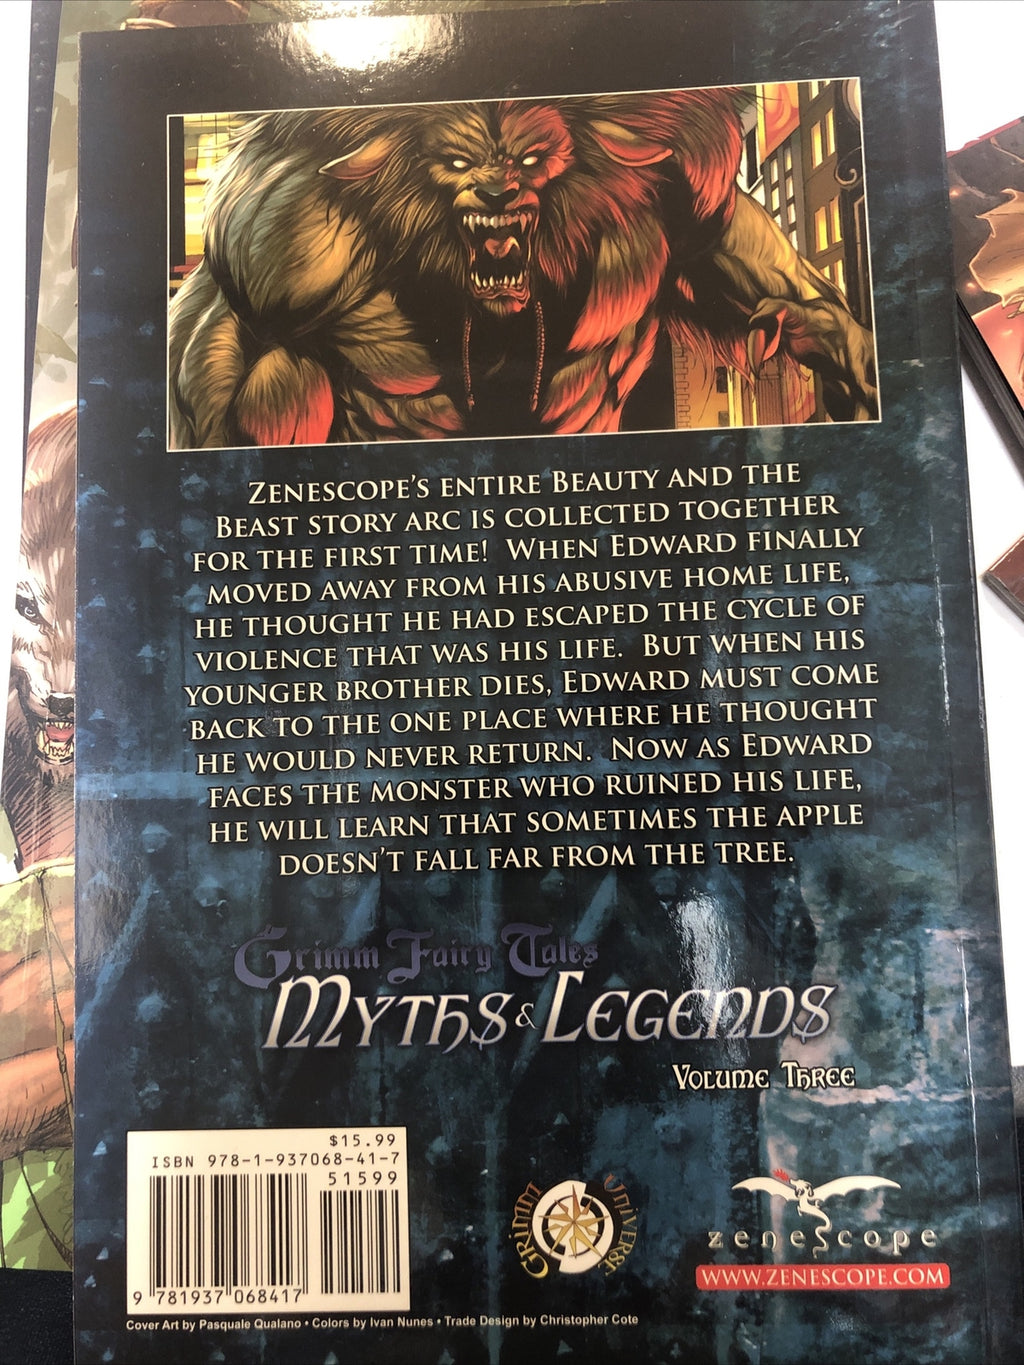 Zenescope's entire Beauty and the
Beast story arc is collected together
for the first time! When Edward finally
moved away from his abusive home life,
he thought he had escaped the cycle of
violence that was his life. But when his
younger brother dies, Edward must come
back to the one place where he thought
he would never return. Now as Edward
faces the monster who ruined his life,
he will learn that sometimes the apple
doesn't fall far from the tree.
Grimm Fairy Tales
Myths & Legends
Volume Three
$15.99
ISBN 978-1-937068-41-7
51599
9 781937 068417
Grimm Universe
zenescope
WWW.ZENESCOPE.COM
Cover Art by Pasquale Qualano • Colors by Ivan Nunes • Trade Design by Christopher Cote